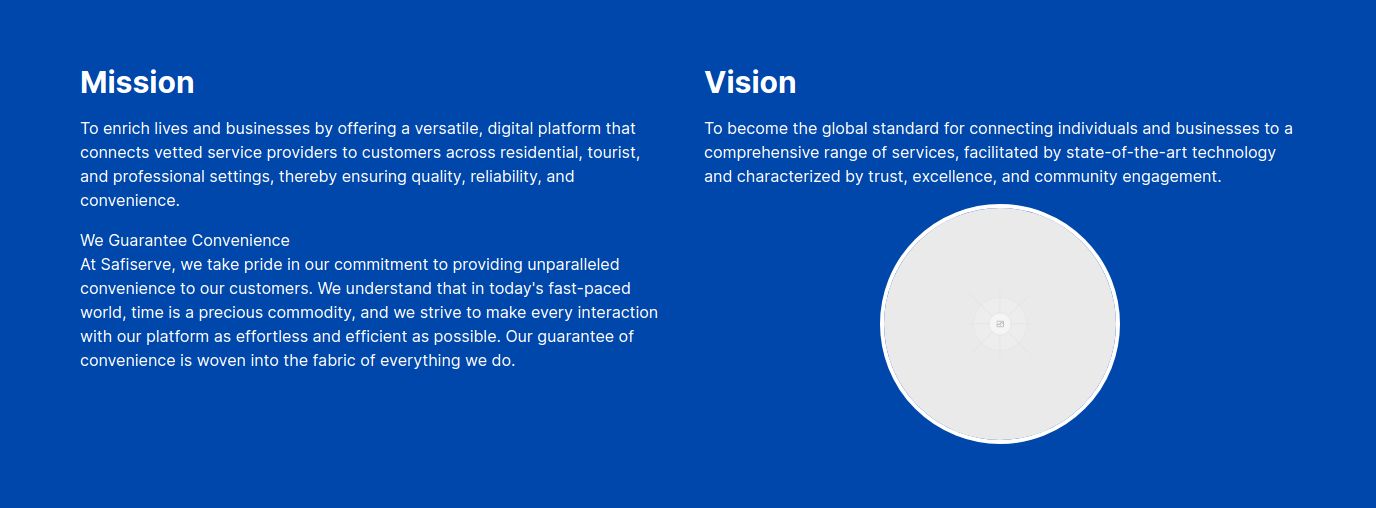 Mission
To enrich lives and businesses by offering a versatile, digital platform that
connects vetted service providers to customers across residential, tourist,
and professional settings, thereby ensuring quality, reliability, and
convenience.
We Guarantee Convenience
At Safiserve, we take pride in our commitment to providing unparalleled
convenience to our customers. We understand that in today's fast-paced
world, time is a precious commodity, and we strive to make every interaction
with our platform as effortless and efficient as possible. Our guarantee of
convenience is woven into the fabric of everything we do.
Vision
To become the global standard for connecting individuals and businesses to a
comprehensive range of services, facilitated by state-of-the-art technology
and characterized by trust, excellence, and community engagement.